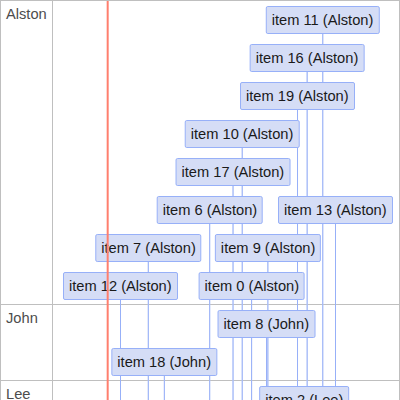 Alston
item 11 (Alston)
item 16 (Alston)
item 19 (Alston)
item 10 (Alston)
item 17 (Alston)
item 6 (Alston) item 13 (Alston)
item 7 (Alston) item 9 (Alston)
item 12 (Alston) item 0 (Alston)
John
item 8 (John)
item 18 (John)
Lee
item 2 (Lee)